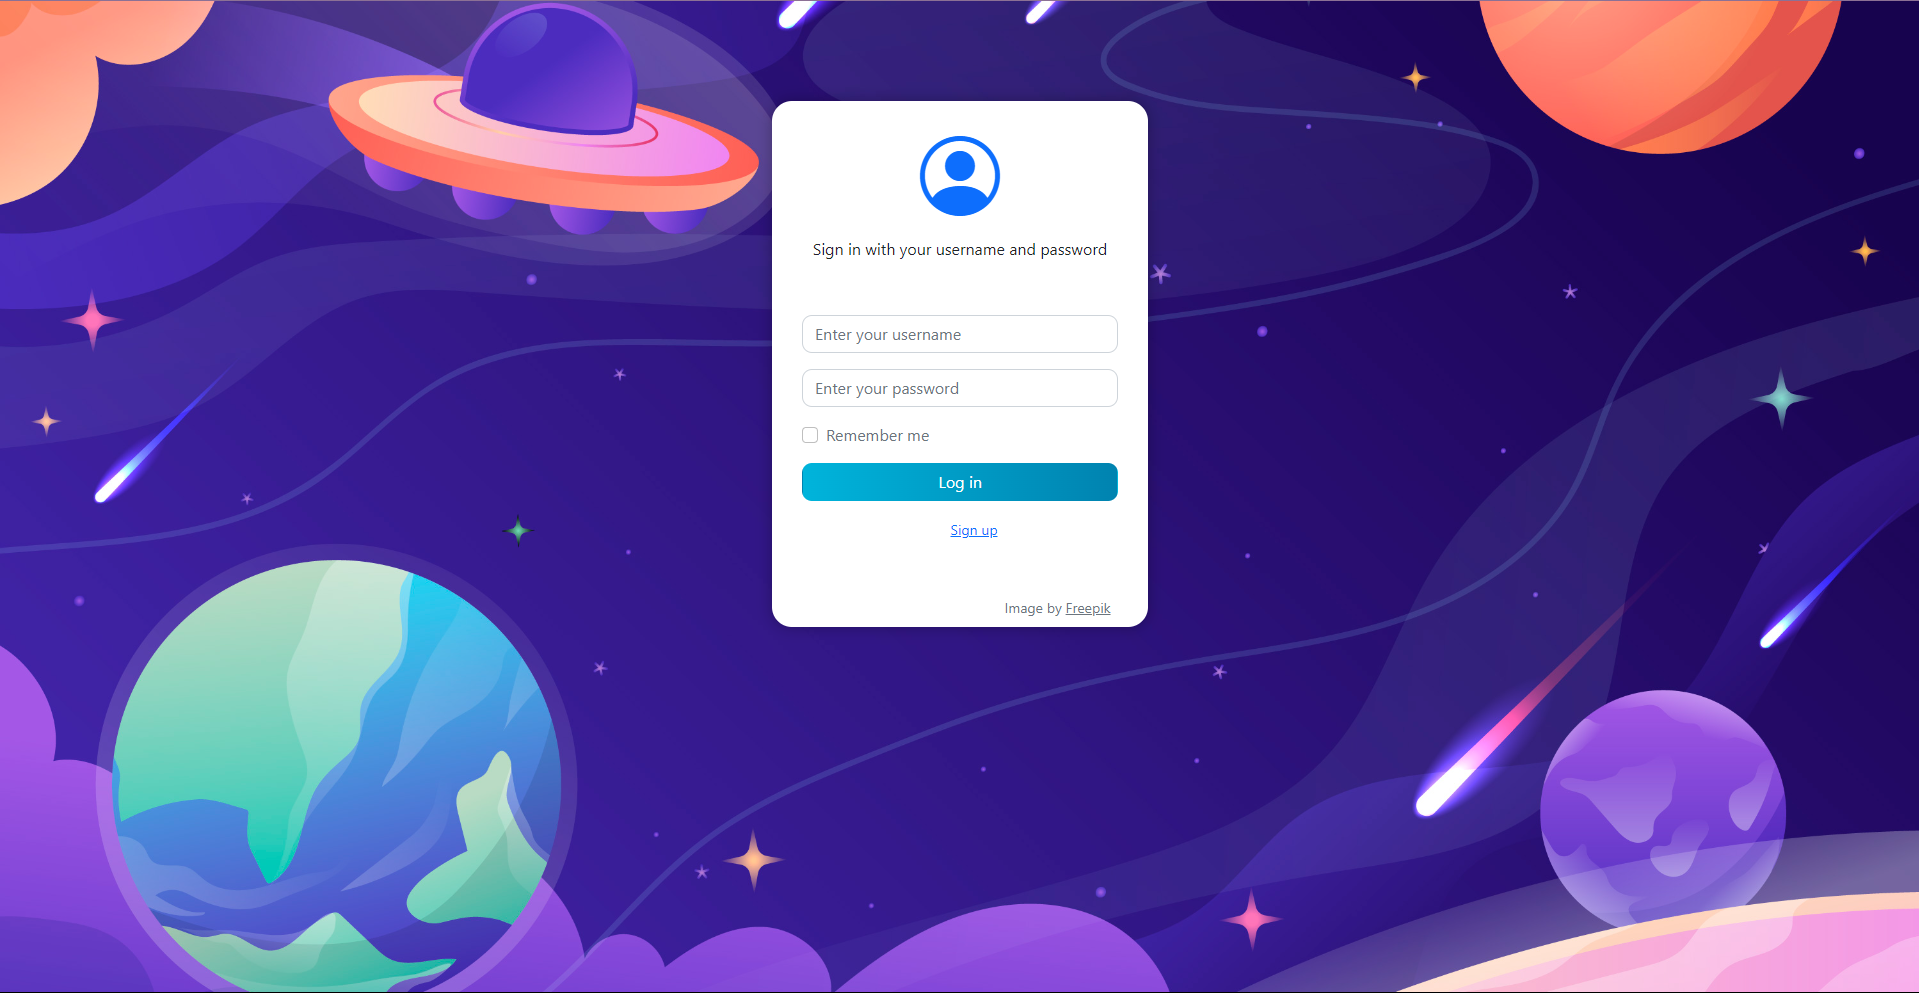 Sign in with your username and password
Enter your username
Enter your password
Remember me
Log in
Sign up
Image by Freepik